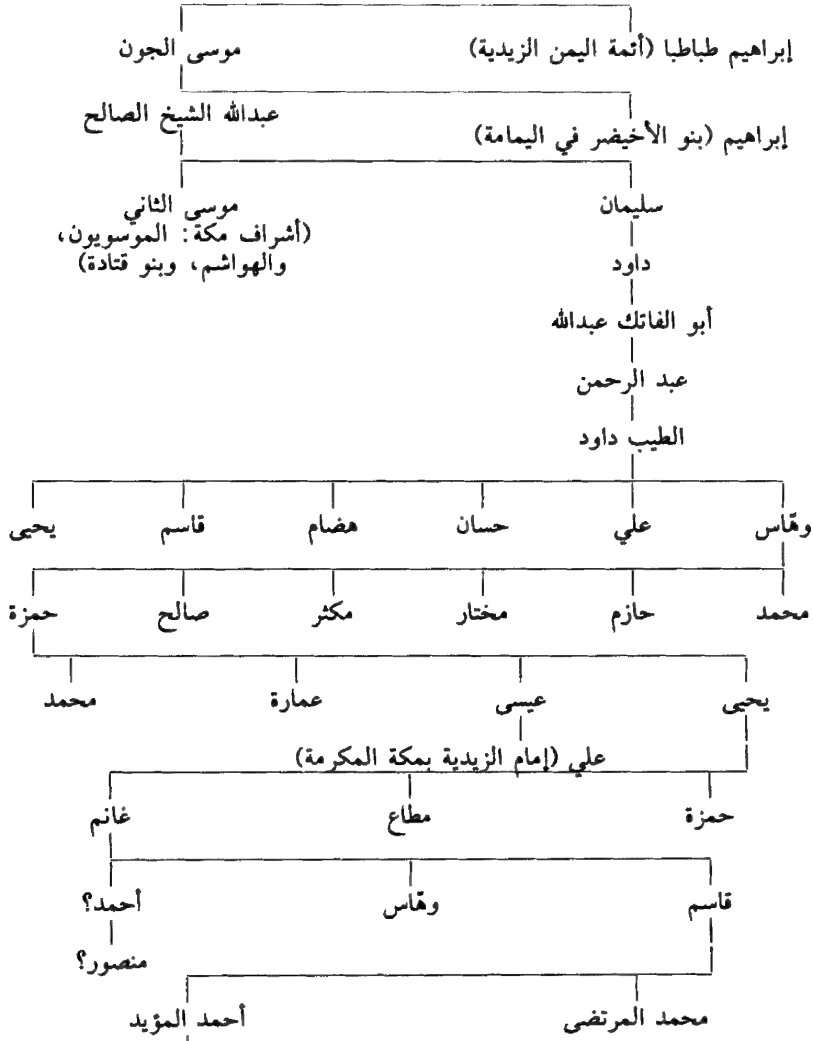 إبراهيم طباطبا (أئمة اليمن الزيدية) موسى الجون
عبدالله الشيخ الصالح
إبراهيم (بنو الأخيضر في اليمامة)
سليمان موسى الثاني
(أشراف مكة: الموسويون،
داود والهواشم، وبنو قتادة)
أبو الفاتك عبدالله
عبد الرحمن
الطيب داود
وهّاس علي حسان هضام قاسم يحيى
محمد حازم مختار مكثر صالح حمزة
يحيى عيسى عمارة محمد
علي (إمام الزيدية بمكة المكرمة)
حمزة مطاع غانم
قاسم وهّاس أحمد؟
منصور؟
محمد المرتضى أحمد المؤيد